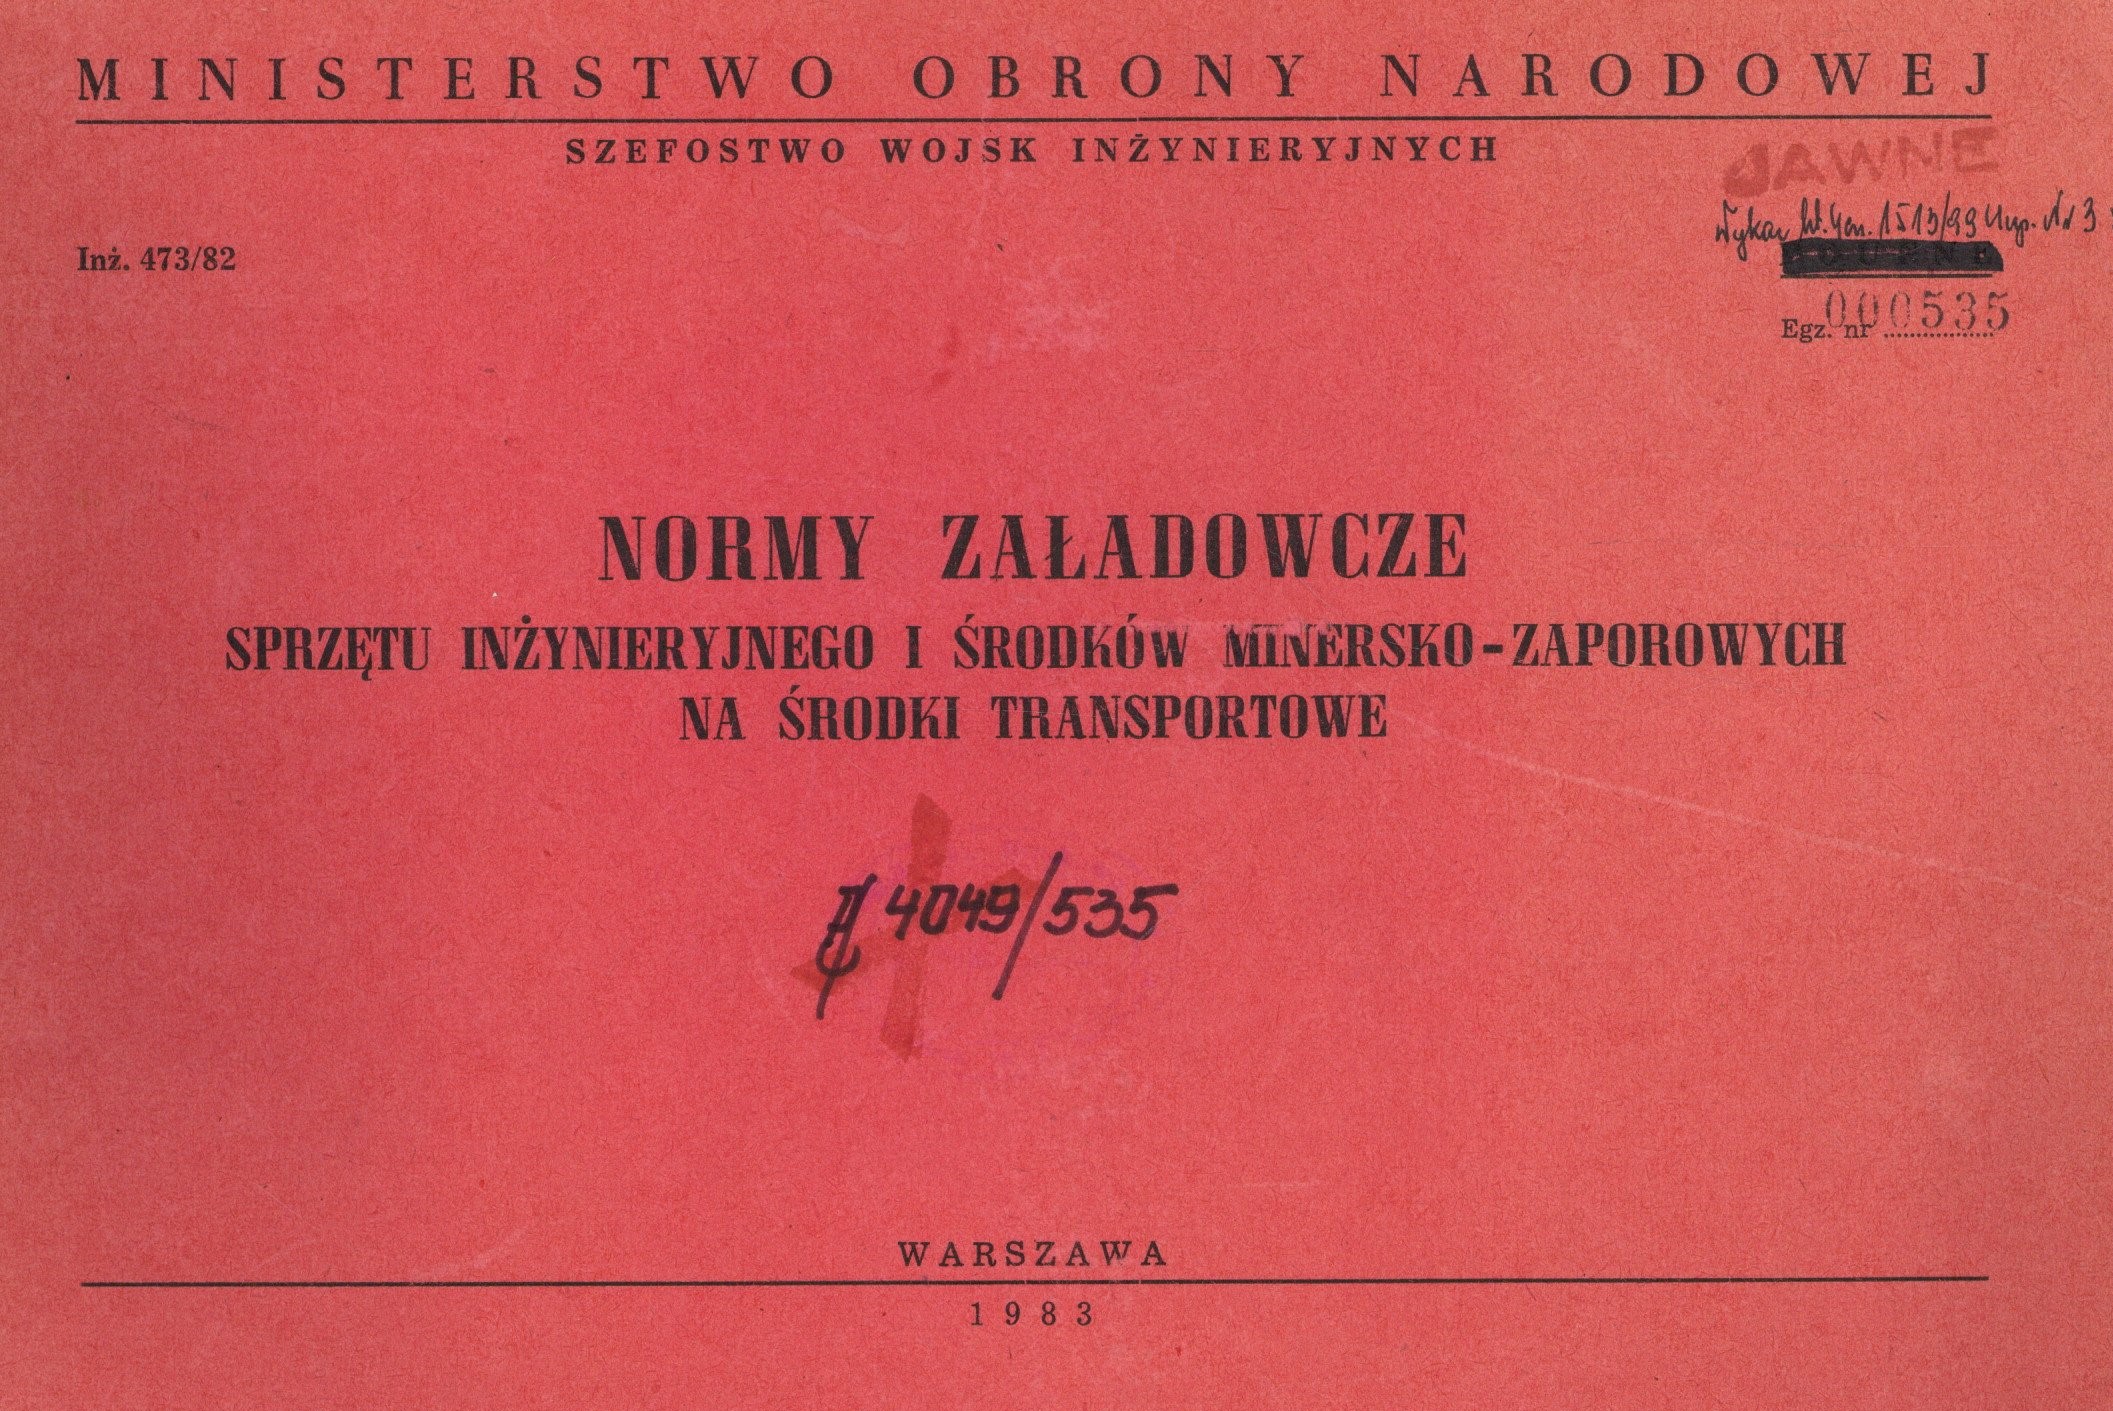 MINISTERSTWO OBRONY NARODOWEJ
SZEFOSTWO WOJSK INŻYNIERYJNYCH
JAWNE
Inż. 473/82
Egz. nr 000535
NORMY ZAŁADOWCZE
SPRZĘTU INŻYNIERYJNEGO I ŚRODKÓW MINERSKO-ZAPOROWYCH
NA ŚRODKI TRANSPORTOWE
4049/535
WARSZAWA
1983